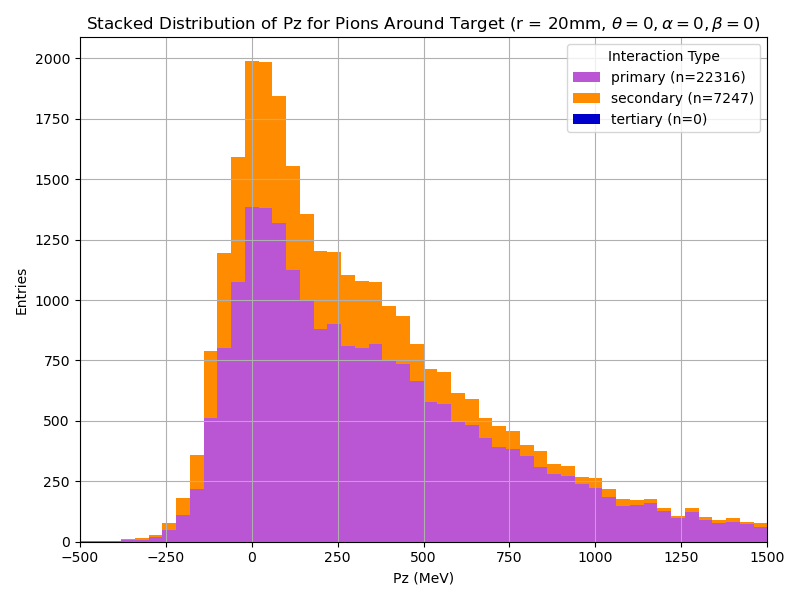 Stacked Distribution of Pz for Pions Around Target (r = 20mm, θ = 0, α = 0, β = 0)
Interaction Type
primary (n=22316)
secondary (n=7247)
tertiary (n=0)
Entries
2000
1750
1500
1250
1000
750
500
250
0
−500 −250 0 250 500 750 1000 1250 1500
Pz (MeV)